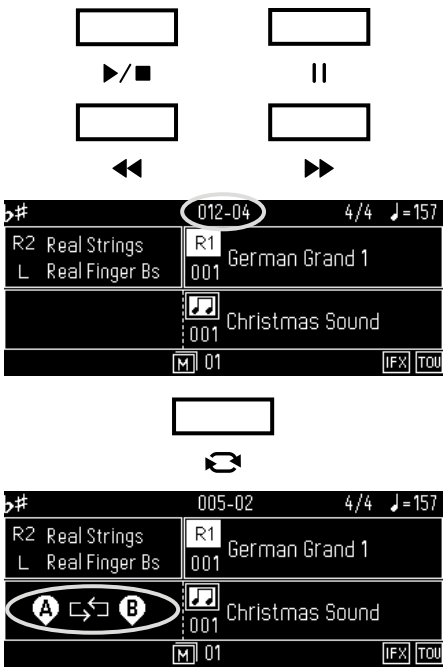 012-04 4/4 ♩=157
R2 Real Strings
L Real Finger Bs
R1
001 German Grand 1
001 Christmas Sound
M 01 IFX TOU
005-02 4/4 ♩=157
R2 Real Strings
L Real Finger Bs
R1
001 German Grand 1
A B
001 Christmas Sound
M 01 IFX TOU